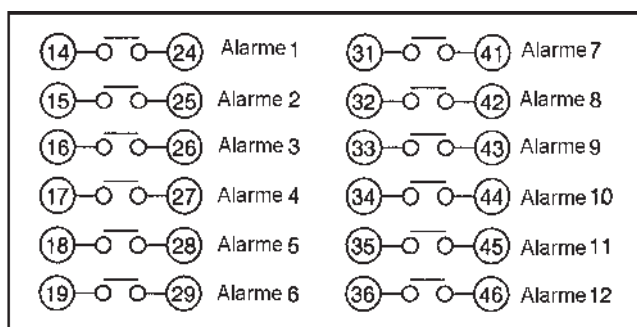 14 24 Alarme 1
15 25 Alarme 2
16 26 Alarme 3
17 27 Alarme 4
18 28 Alarme 5
19 29 Alarme 6
31 41 Alarme 7
32 42 Alarme 8
33 43 Alarme 9
34 44 Alarme 10
35 45 Alarme 11
36 46 Alarme 12